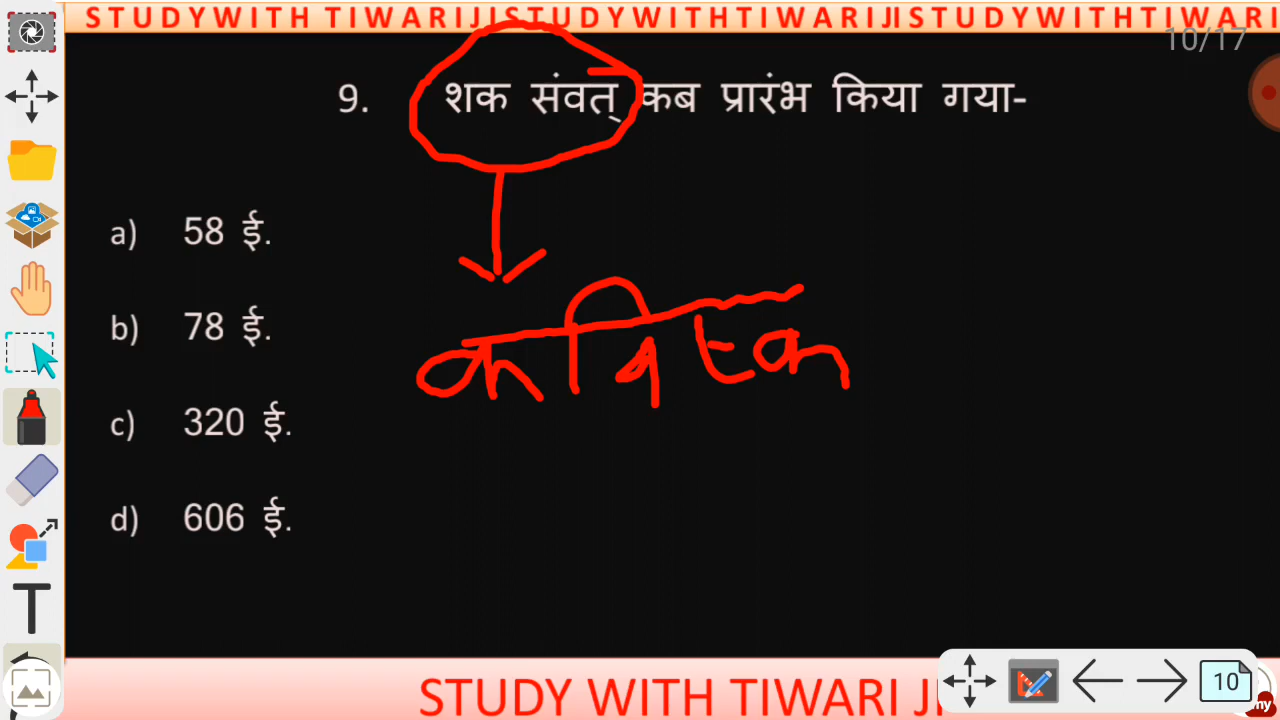 STUDYWITH TIWARIJISTUDYWITHTIWARIJISTUDYWITHTIWARI
10/17
9. शक संवत् कब प्रारंभ किया गया-
a) 58 ई.
कनिष्क
b) 78 ई.
c) 320 ई.
d) 606 ई.
T
STUDY WITH TIWARI JI
10